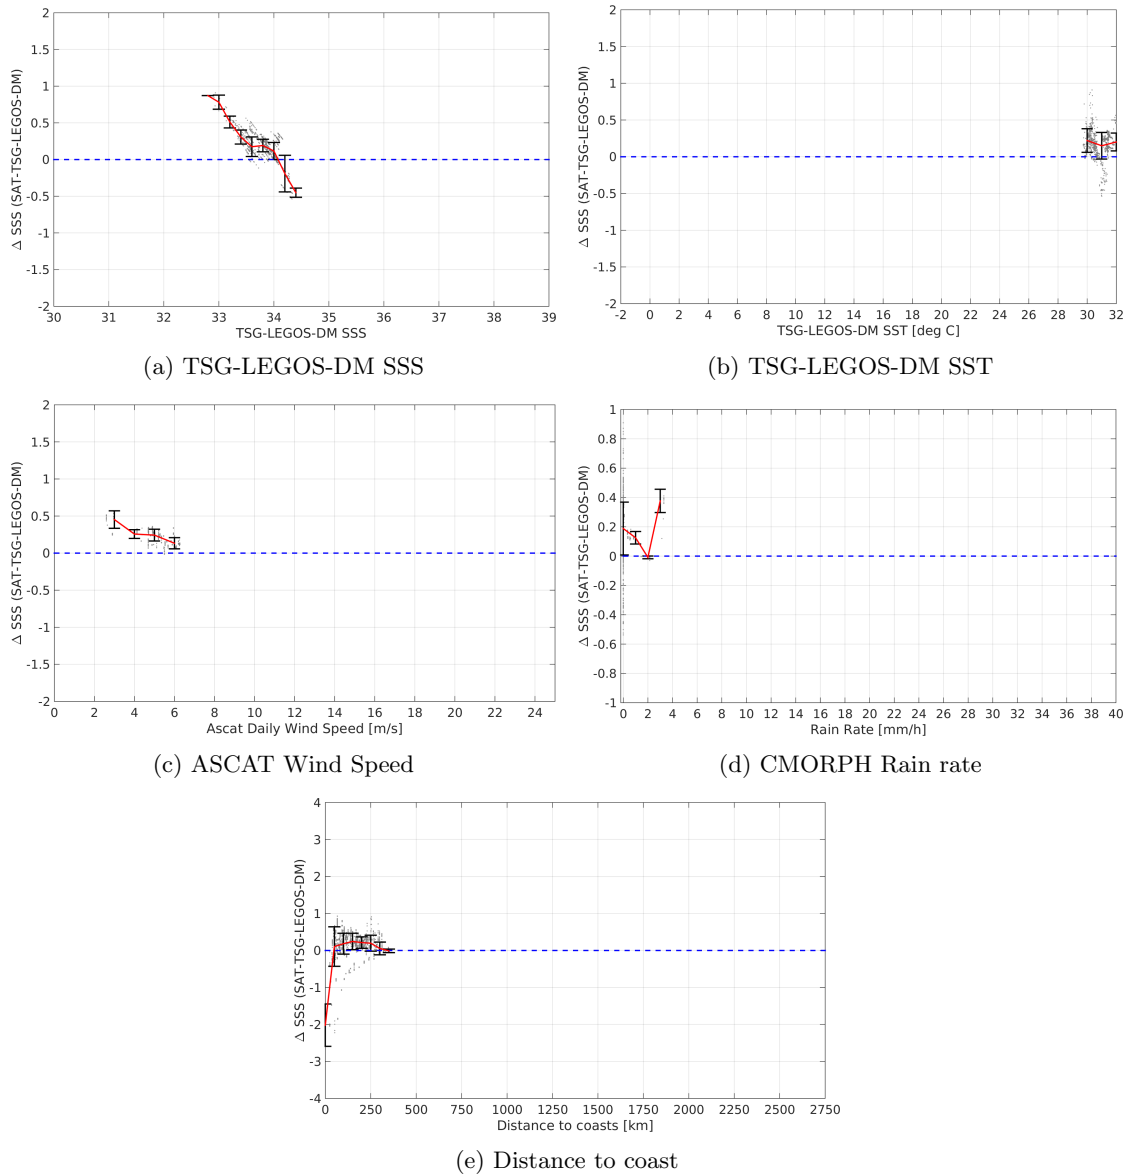 2
1.5
1
0.5
0
-0.5
-1
-1.5
-2
Δ SSS (SAT-TSG-LEGOS-DM)
30 31 32 33 34 35 36 37 38 39
TSG-LEGOS-DM SSS
(a) TSG-LEGOS-DM SSS
2
1.5
1
0.5
0
-0.5
-1
-1.5
-2
Δ SSS (SAT-TSG-LEGOS-DM)
-2 0 2 4 6 8 10 12 14 16 18 20 22 24 26 28 30 32
TSG-LEGOS-DM SST [deg C]
(b) TSG-LEGOS-DM SST
2
1.5
1
0.5
0
-0.5
-1
-1.5
-2
Δ SSS (SAT-TSG-LEGOS-DM)
0 2 4 6 8 10 12 14 16 18 20 22 24
Ascat Daily Wind Speed [m/s]
(c) ASCAT Wind Speed
1
0.8
0.6
0.4
0.2
0
-0.2
-0.4
-0.6
-0.8
-1
Δ SSS (SAT-TSG-LEGOS-DM)
0 2 4 6 8 10 12 14 16 18 20 22 24 26 28 30 32 34 36 38 40
Rain Rate [mm/h]
(d) CMORPH Rain rate
4
3
2
1
0
-1
-2
-3
-4
Δ SSS (SAT-TSG-LEGOS-DM)
0 250 500 750 1000 1250 1500 1750 2000 2250 2500 2750
Distance to coasts [km]
(e) Distance to coast